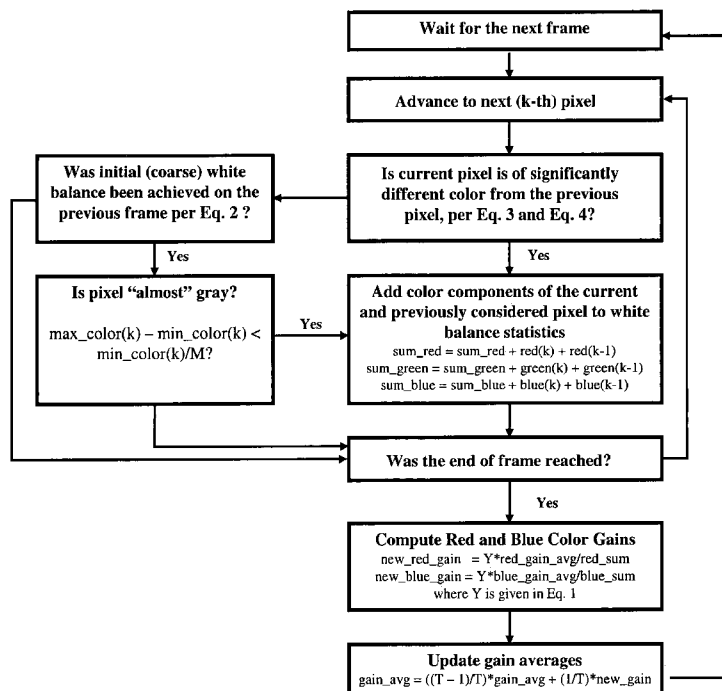 Wait for the next frame
Advance to next (k-th) pixel
Was initial (coarse) white
balance been achieved on the
previous frame per Eq. 2 ?
Is current pixel is of significantly
different color from the previous
pixel, per Eq. 3 and Eq. 4?
Yes
Yes
Is pixel “almost” gray?
max_color(k) – min_color(k) <
min_color(k)/M?
Yes
Add color components of the current
and previously considered pixel to white
balance statistics
sum_red = sum_red + red(k) + red(k-1)
sum_green = sum_green + green(k) + green(k-1)
sum_blue = sum_blue + blue(k) + blue(k-1)
Was the end of frame reached?
Yes
Compute Red and Blue Color Gains
new_red_gain = Y*red_gain_avg/red_sum
new_blue_gain = Y*blue_gain_avg/blue_sum
where Y is given in Eq. 1
Update gain averages
gain_avg = ((T – 1)/T)*gain_avg + (1/T)*new_gain